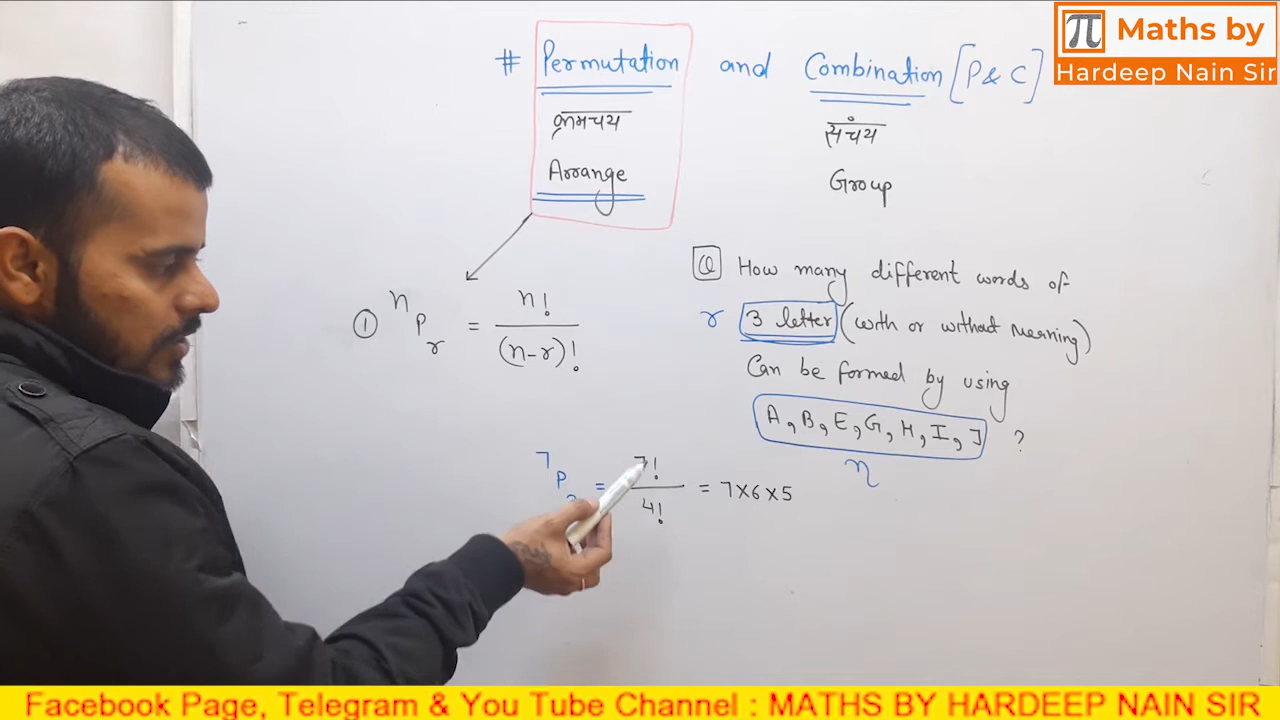 # Permutation and Combination [P & C]
क्रमचय
संचय
Arrange
Group
π Maths by
Hardeep Nain Sir
① nPr = n! / (n-r)!
Q How many different words of
r 3 letter (with or without meaning)
Can be formed by using
A, B, E, G, H, I, J ?
n
7P = 7! / 4! = 7×6×5
Facebook Page, Telegram & You Tube Channel : MATHS BY HARDEEP NAIN SIR